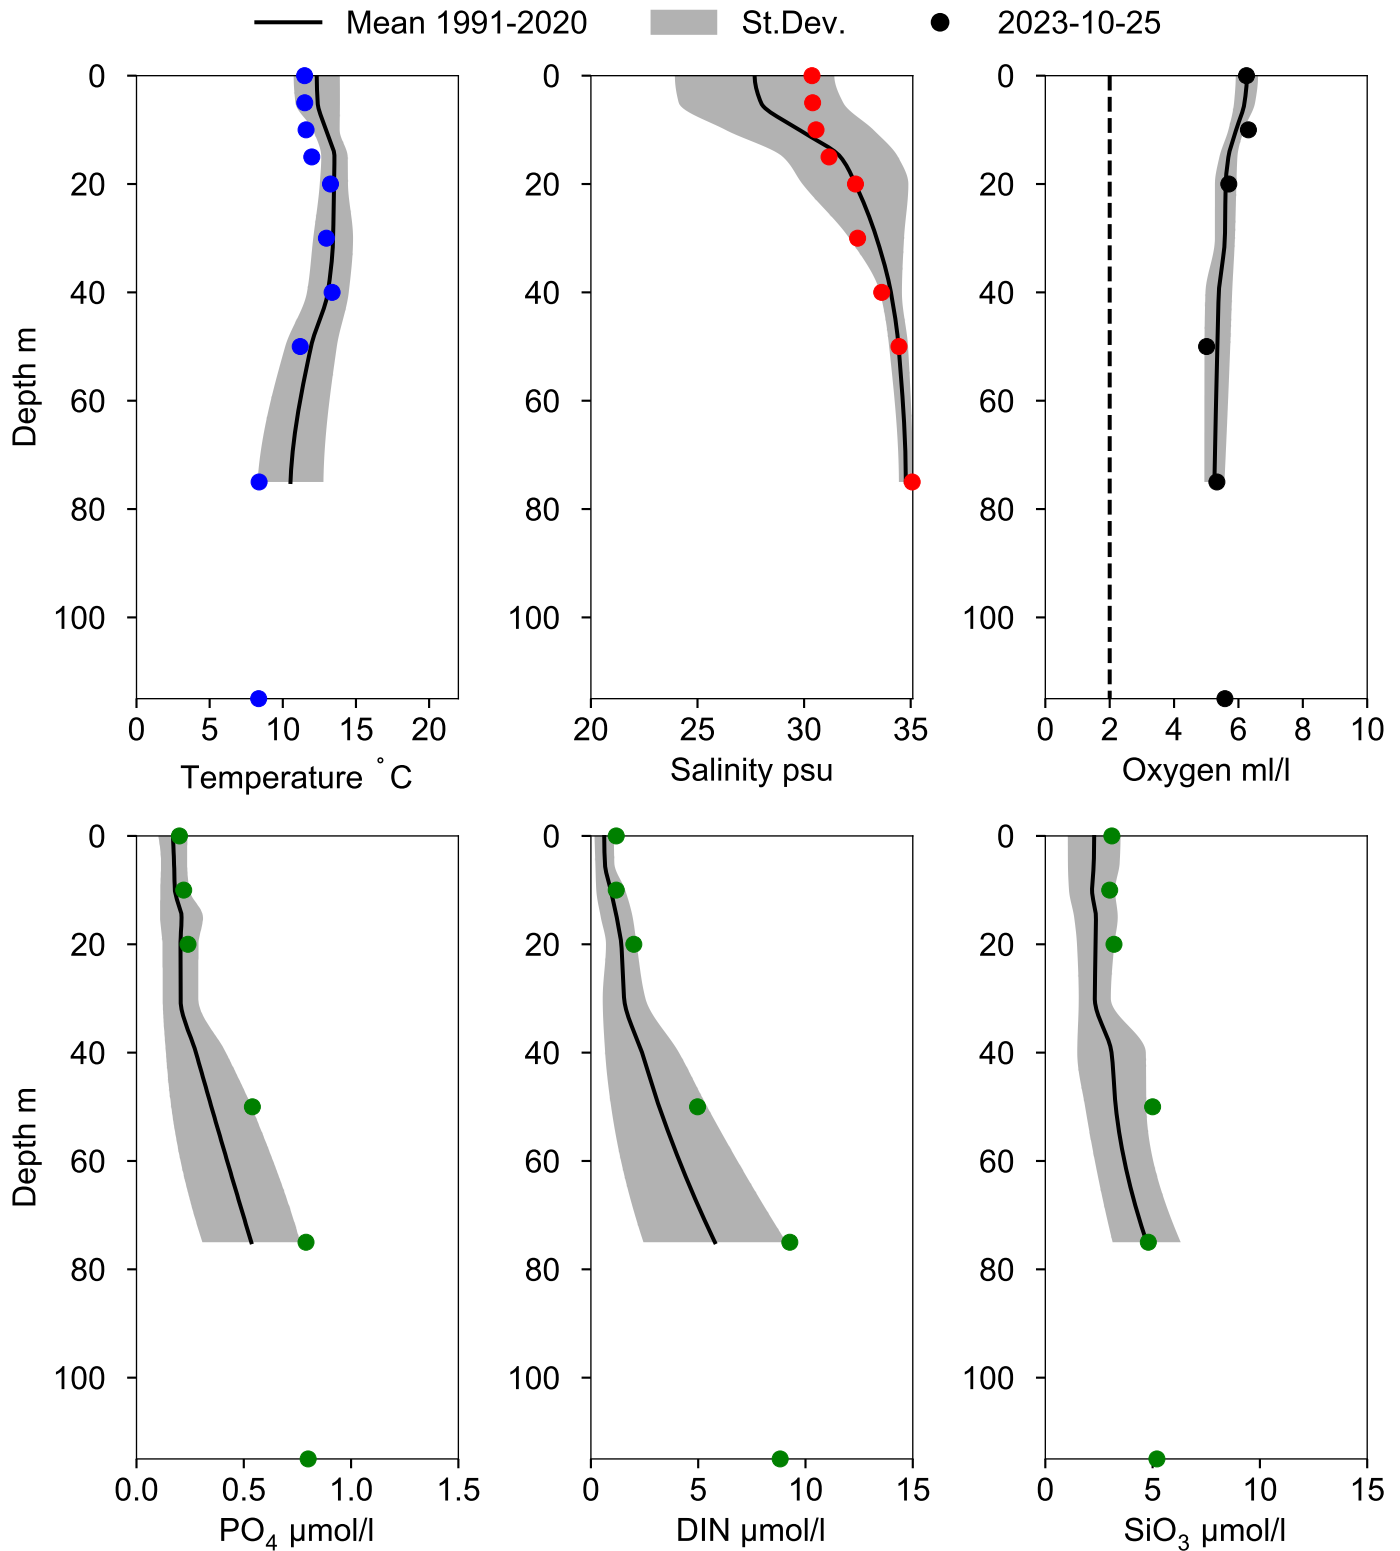 Mean 1991-2020 St.Dev. 2023-10-25
0 0 0
20 20 20
40 40 40
60 60 60
80 80 80
100 100 100
Depth m
0 5 10 15 20 20 25 30 35 0 2 4 6 8 10
Temperature °C Salinity psu Oxygen ml/l
0 0 0
20 20 20
40 40 40
60 60 60
80 80 80
100 100 100
Depth m
0.0 0.5 1.0 1.5 0 5 10 15 0 5 10 15
PO₄ µmol/l DIN µmol/l SiO₃ µmol/l